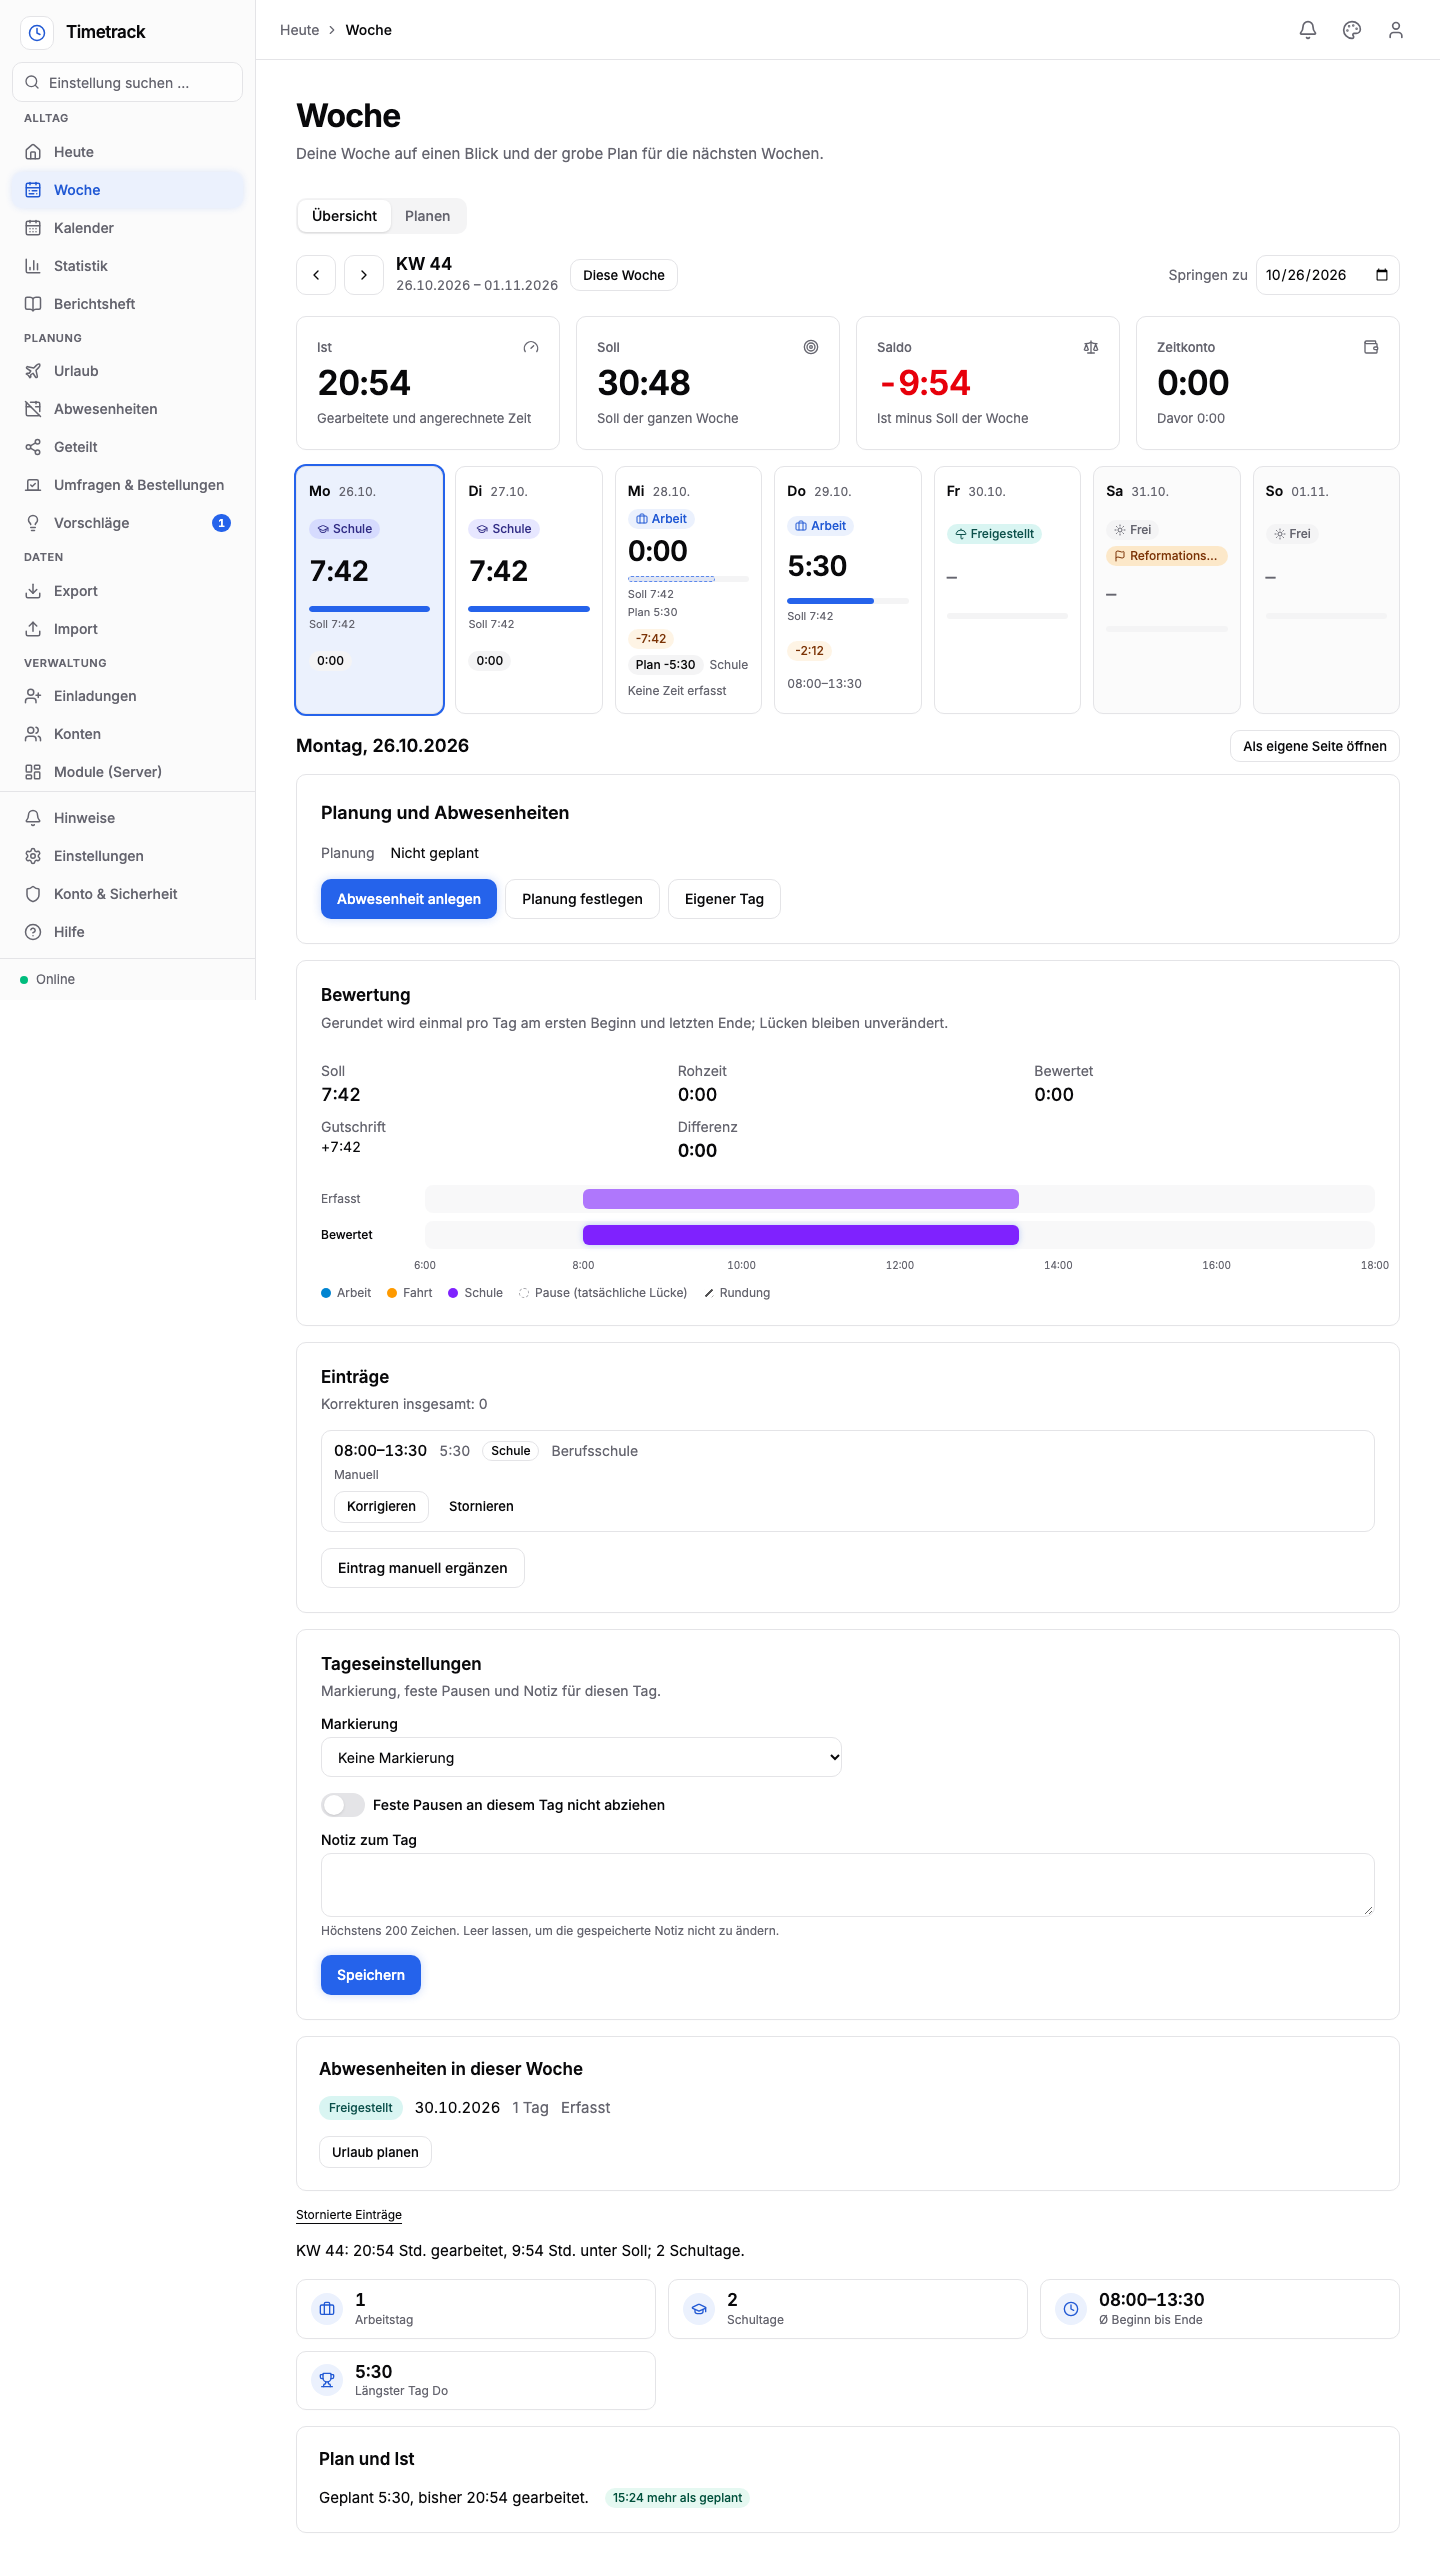 Timetrack
Einstellung suchen ...
ALLTAG
Heute
Woche
Kalender
Statistik
Berichtsheft
PLANUNG
Urlaub
Abwesenheiten
Geteilt
Umfragen & Bestellungen
Vorschläge 1
DATEN
Export
Import
VERWALTUNG
Einladungen
Konten
Module (Server)
Hinweise
Einstellungen
Konto & Sicherheit
Hilfe
Online
Heute > Woche
Woche
Deine Woche auf einen Blick und der grobe Plan für die nächsten Wochen.
Übersicht Planen
KW 44
26.10.2026 – 01.11.2026
Diese Woche
Springen zu 10/26/2026
Ist
20:54
Gearbeitete und angerechnete Zeit
Soll
30:48
Soll der ganzen Woche
Saldo
-9:54
Ist minus Soll der Woche
Zeitkonto
0:00
Davor 0:00
Mo 26.10.
Schule
7:42
Soll 7:42
0:00
Di 27.10.
Schule
7:42
Soll 7:42
0:00
Mi 28.10.
Arbeit
0:00
Soll 7:42
Plan 5:30
-7:42
Plan -5:30 Schule
Keine Zeit erfasst
Do 29.10.
Arbeit
5:30
Soll 7:42
-2:12
08:00–13:30
Fr 30.10.
Freigestellt
–
Sa 31.10.
Frei
Reformations...
–
So 01.11.
Frei
–
Montag, 26.10.2026
Als eigene Seite öffnen
Planung und Abwesenheiten
Planung Nicht geplant
Abwesenheit anlegen Planung festlegen Eigener Tag
Bewertung
Gerundet wird einmal pro Tag am ersten Beginn und letzten Ende; Lücken bleiben unverändert.
Soll
7:42
Rohzeit
0:00
Bewertet
0:00
Gutschrift
+7:42
Differenz
0:00
Erfasst
Bewertet
6:00 8:00 10:00 12:00 14:00 16:00 18:00
Arbeit Fahrt Schule Pause (tatsächliche Lücke) Rundung
Einträge
Korrekturen insgesamt: 0
08:00–13:30 5:30 Schule Berufsschule
Manuell
Korrigieren Stornieren
Eintrag manuell ergänzen
Tageseinstellungen
Markierung, feste Pausen und Notiz für diesen Tag.
Markierung
Keine Markierung
Feste Pausen an diesem Tag nicht abziehen
Notiz zum Tag
Höchstens 200 Zeichen. Leer lassen, um die gespeicherte Notiz nicht zu ändern.
Speichern
Abwesenheiten in dieser Woche
Freigestellt 30.10.2026 1 Tag Erfasst
Urlaub planen
Stornierte Einträge
KW 44: 20:54 Std. gearbeitet, 9:54 Std. unter Soll; 2 Schultage.
1
Arbeitstag
2
Schultage
08:00–13:30
Ø Beginn bis Ende
5:30
Längster Tag Do
Plan und Ist
Geplant 5:30, bisher 20:54 gearbeitet. 15:24 mehr als geplant